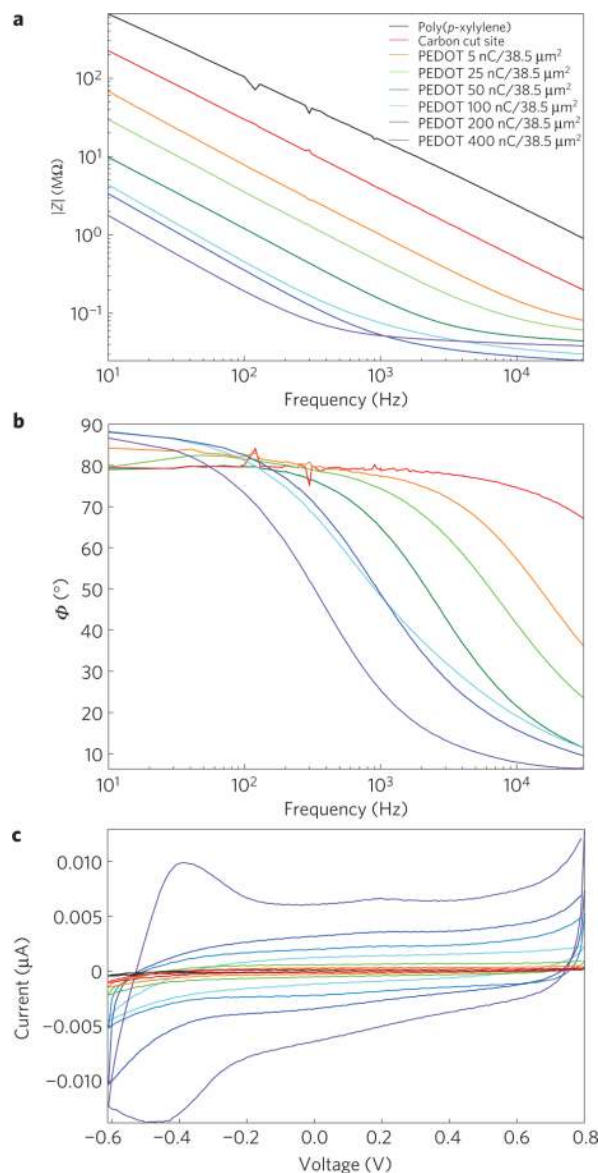 a
Poly(p-xylylene)
Carbon cut site
PEDOT 5 nC/38.5 μm²
PEDOT 25 nC/38.5 μm²
PEDOT 50 nC/38.5 μm²
PEDOT 100 nC/38.5 μm²
PEDOT 200 nC/38.5 μm²
PEDOT 400 nC/38.5 μm²
|Z| (MΩ)
10²
10¹
10⁰
10⁻¹
10¹ 10² 10³ 10⁴
Frequency (Hz)
b
Φ (°)
90
80
70
60
50
40
30
20
10
10¹ 10² 10³ 10⁴
Frequency (Hz)
c
Current (μA)
0.010
0.005
0
−0.005
−0.010
−0.6 −0.4 −0.2 0.0 0.2 0.4 0.6 0.8
Voltage (V)